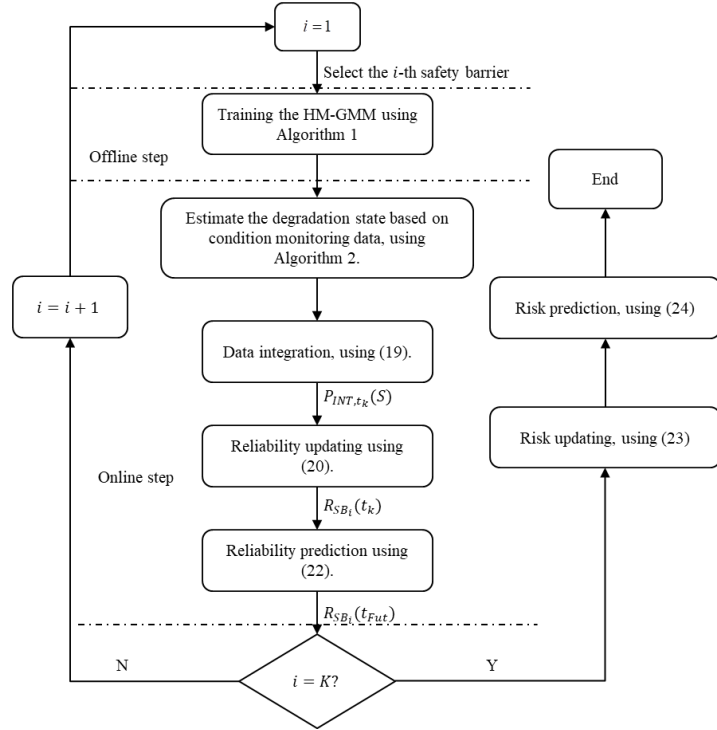 i = 1
Select the i-th safety barrier
Training the HM-GMM using
Algorithm 1
Offline step
Estimate the degradation state based on
condition monitoring data, using
Algorithm 2.
End
i = i + 1
Risk prediction, using (24)
Data integration, using (19).
P_{INT,t_k}(S)
Reliability updating using
(20).
Risk updating, using (23)
Online step
R_{SB_i}(t_k)
Reliability prediction using
(22).
R_{SB_i}(t_{Fut})
N
i = K?
Y